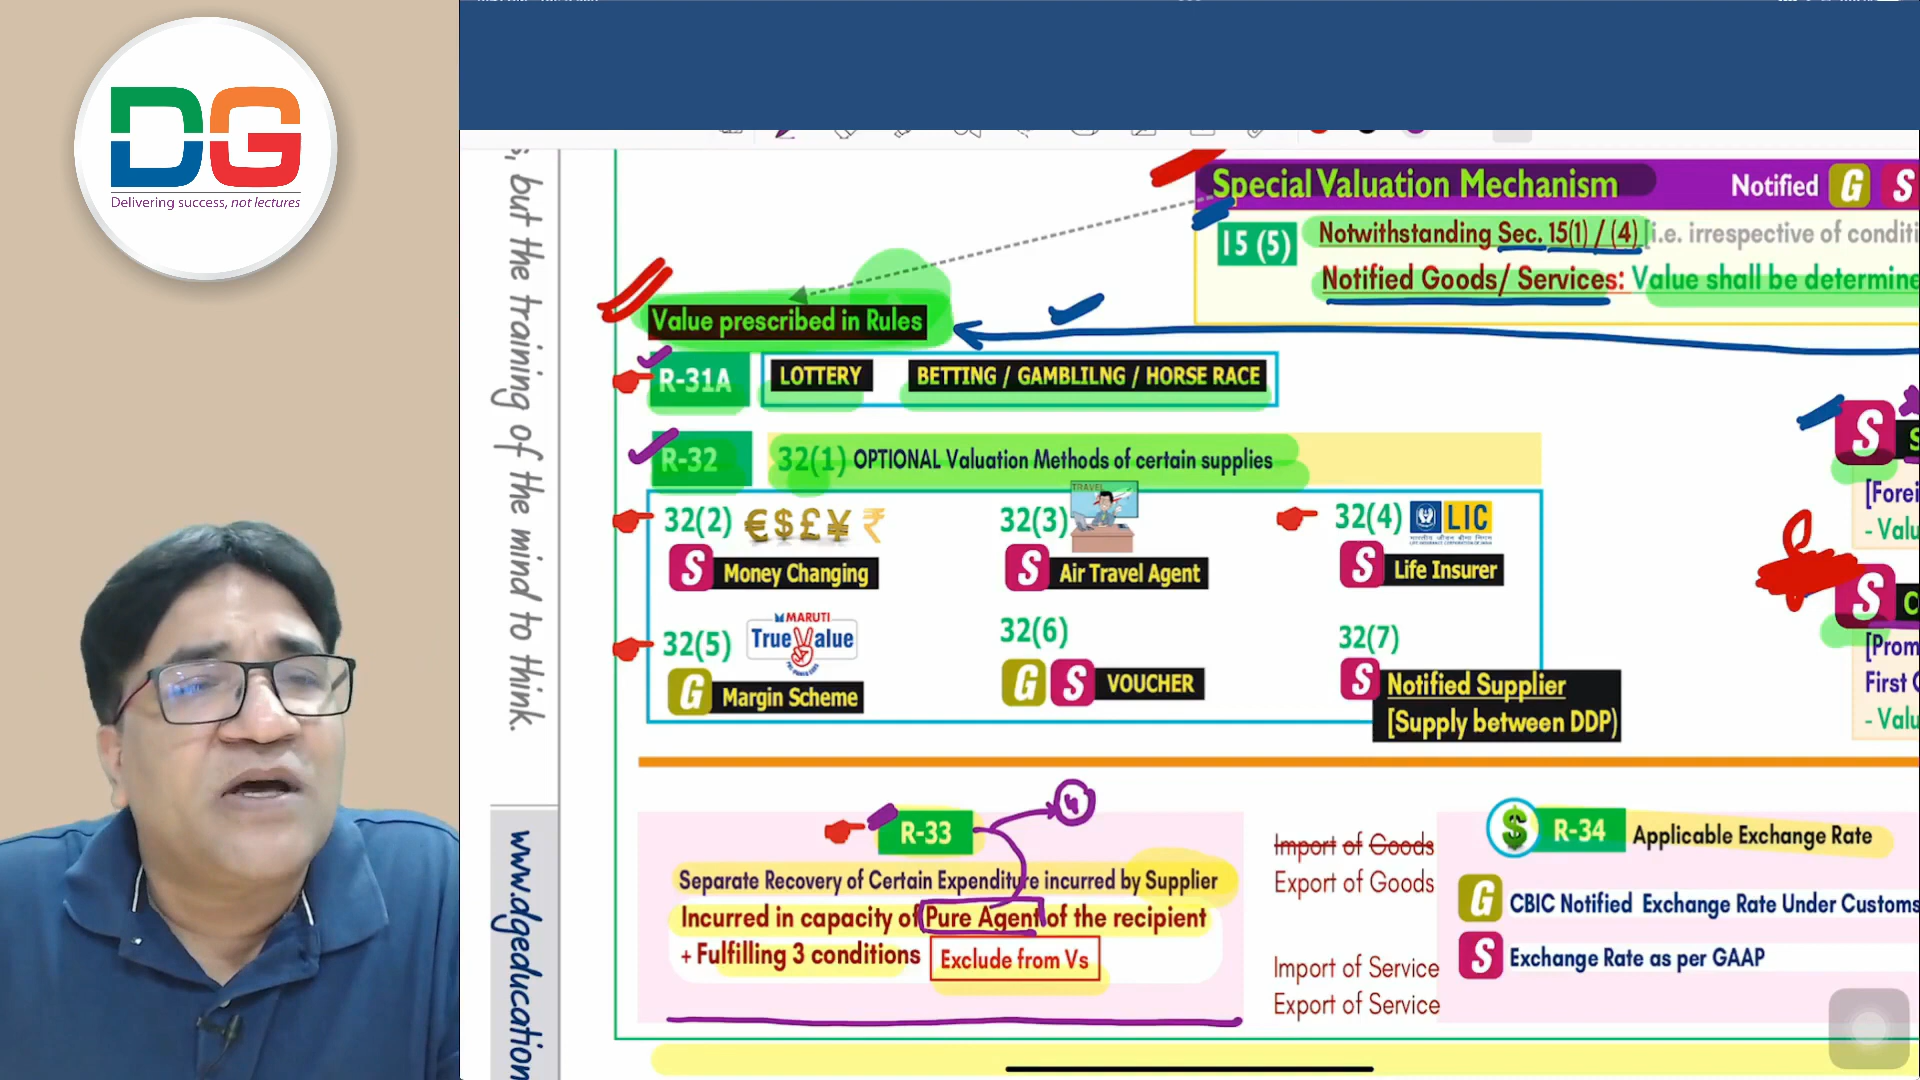 DG
Delivering success, not lectures
, but the training of the mind to think.
www.dgeducation
Special Valuation Mechanism
Notified G S
15 (5)
Notwithstanding Sec. 15(1) / (4) [i.e. irrespective of conditi
Notified Goods/ Services: Value shall be determine
Value prescribed in Rules
R-31A
LOTTERY
BETTING / GAMBLILNG / HORSE RACE
R-32
32(1) OPTIONAL Valuation Methods of certain supplies
32(2) € $ £ ¥ ₹
S Money Changing
32(3)
TRAVEL
S Air Travel Agent
32(4) LIC
S Life Insurer
32(5) MARUTI
True Value
G Margin Scheme
32(6)
G S VOUCHER
32(7)
S Notified Supplier
[Supply between DDP)
S S
[Forei
- Valu
S C
[Prom
First C
- Valu
R-33
4
Separate Recovery of Certain Expenditure incurred by Supplier
Incurred in capacity of Pure Agent of the recipient
+ Fulfilling 3 conditions Exclude from Vs
Import of Goods
Export of Goods
Import of Service
Export of Service
$ R-34 Applicable Exchange Rate
G CBIC Notified Exchange Rate Under Customs
S Exchange Rate as per GAAP